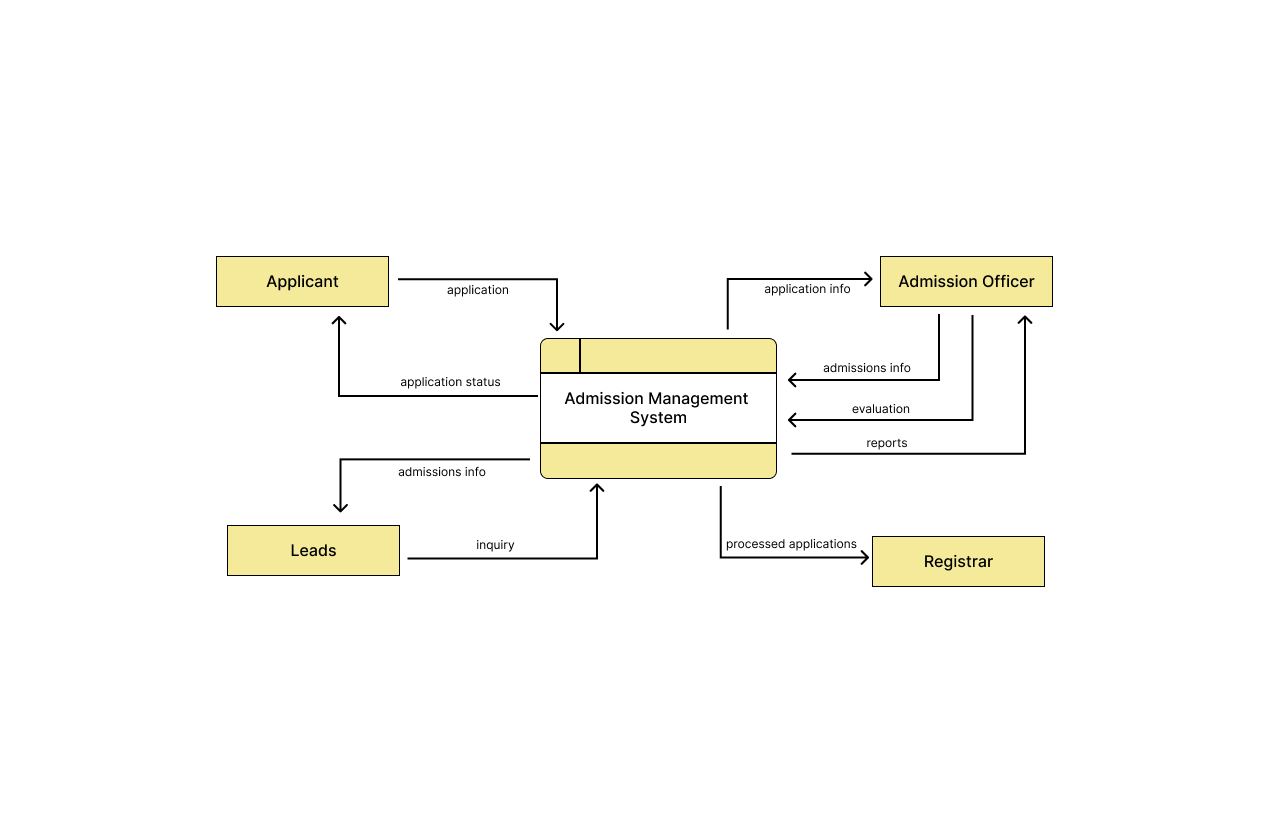 Applicant
application
application info
Admission Officer
application status
admissions info
Admission Management
System
evaluation
reports
admissions info
Leads
inquiry
processed applications
Registrar